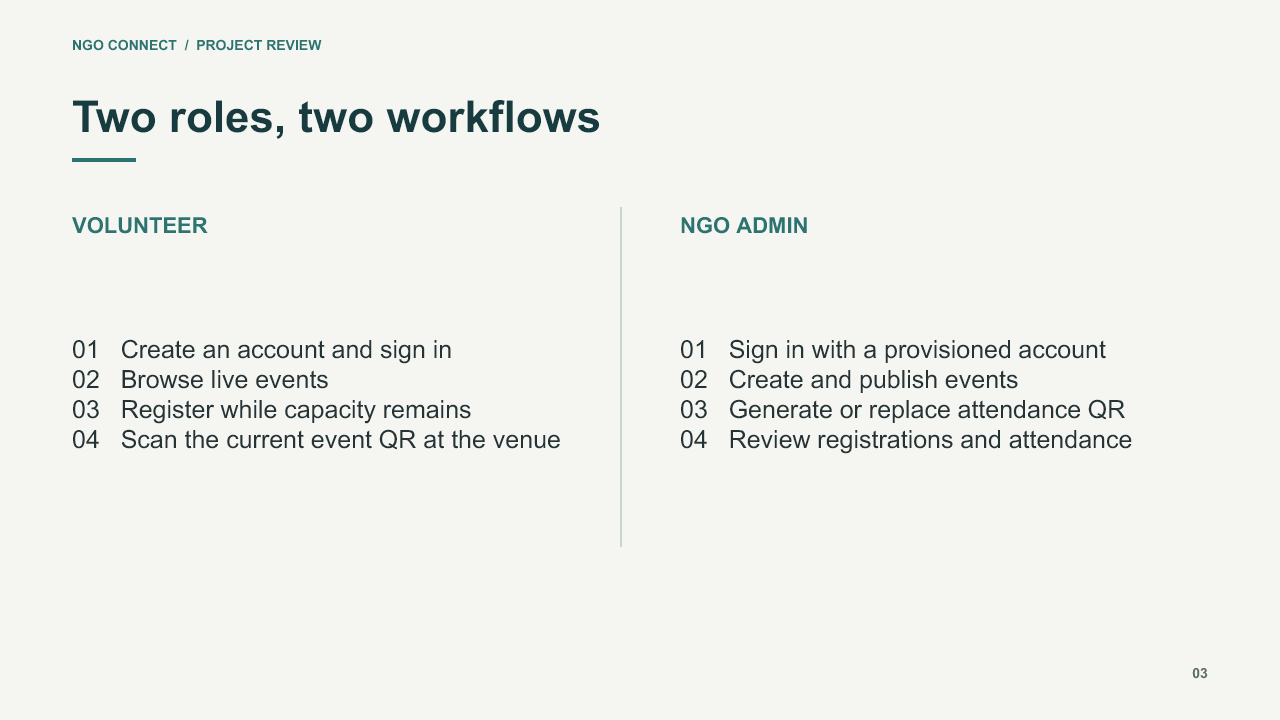 NGO CONNECT / PROJECT REVIEW
Two roles, two workflows
VOLUNTEER
01 Create an account and sign in
02 Browse live events
03 Register while capacity remains
04 Scan the current event QR at the venue
NGO ADMIN
01 Sign in with a provisioned account
02 Create and publish events
03 Generate or replace attendance QR
04 Review registrations and attendance
03